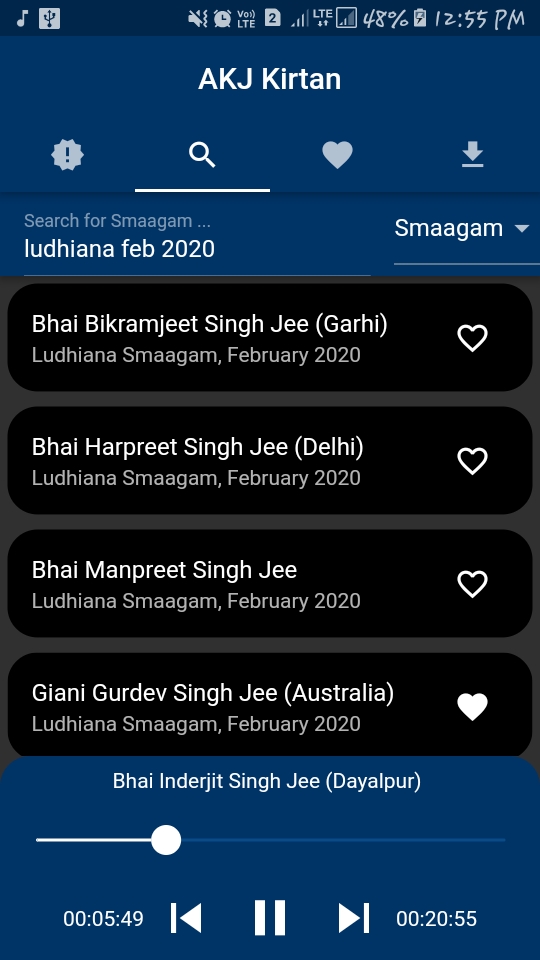 Vo))
LTE
2
LTE
48%
12:55 PM
AKJ Kirtan
Search for Smaagam ...
ludhiana feb 2020
Smaagam
Bhai Bikramjeet Singh Jee (Garhi)
Ludhiana Smaagam, February 2020
Bhai Harpreet Singh Jee (Delhi)
Ludhiana Smaagam, February 2020
Bhai Manpreet Singh Jee
Ludhiana Smaagam, February 2020
Giani Gurdev Singh Jee (Australia)
Ludhiana Smaagam, February 2020
Bhai Inderjit Singh Jee (Dayalpur)
00:05:49
00:20:55